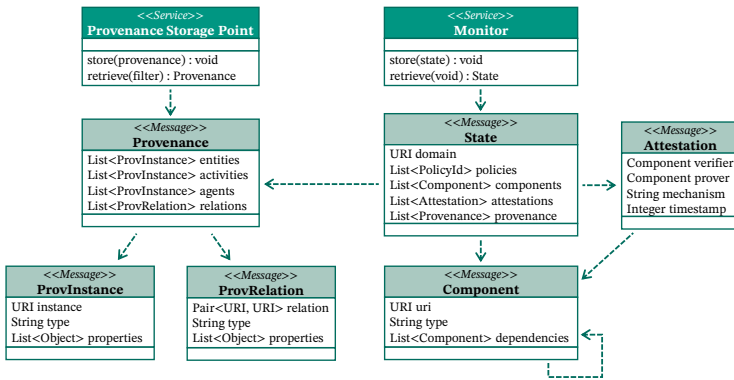 <<Service>>
Provenance Storage Point
store(provenance) : void
retrieve(filter) : Provenance
<<Service>>
Monitor
store(state) : void
retrieve(void) : State
<<Message>>
Provenance
List<ProvInstance> entities
List<ProvInstance> activities
List<ProvInstance> agents
List<ProvRelation> relations
<<Message>>
State
URI domain
List<PolicyId> policies
List<Component> components
List<Attestation> attestations
List<Provenance> provenance
<<Message>>
Attestation
Component verifier
Component prover
String mechanism
Integer timestamp
<<Message>>
ProvInstance
URI instance
String type
List<Object> properties
<<Message>>
ProvRelation
Pair<URI, URI> relation
String type
List<Object> properties
<<Message>>
Component
URI uri
String type
List<Component> dependencies